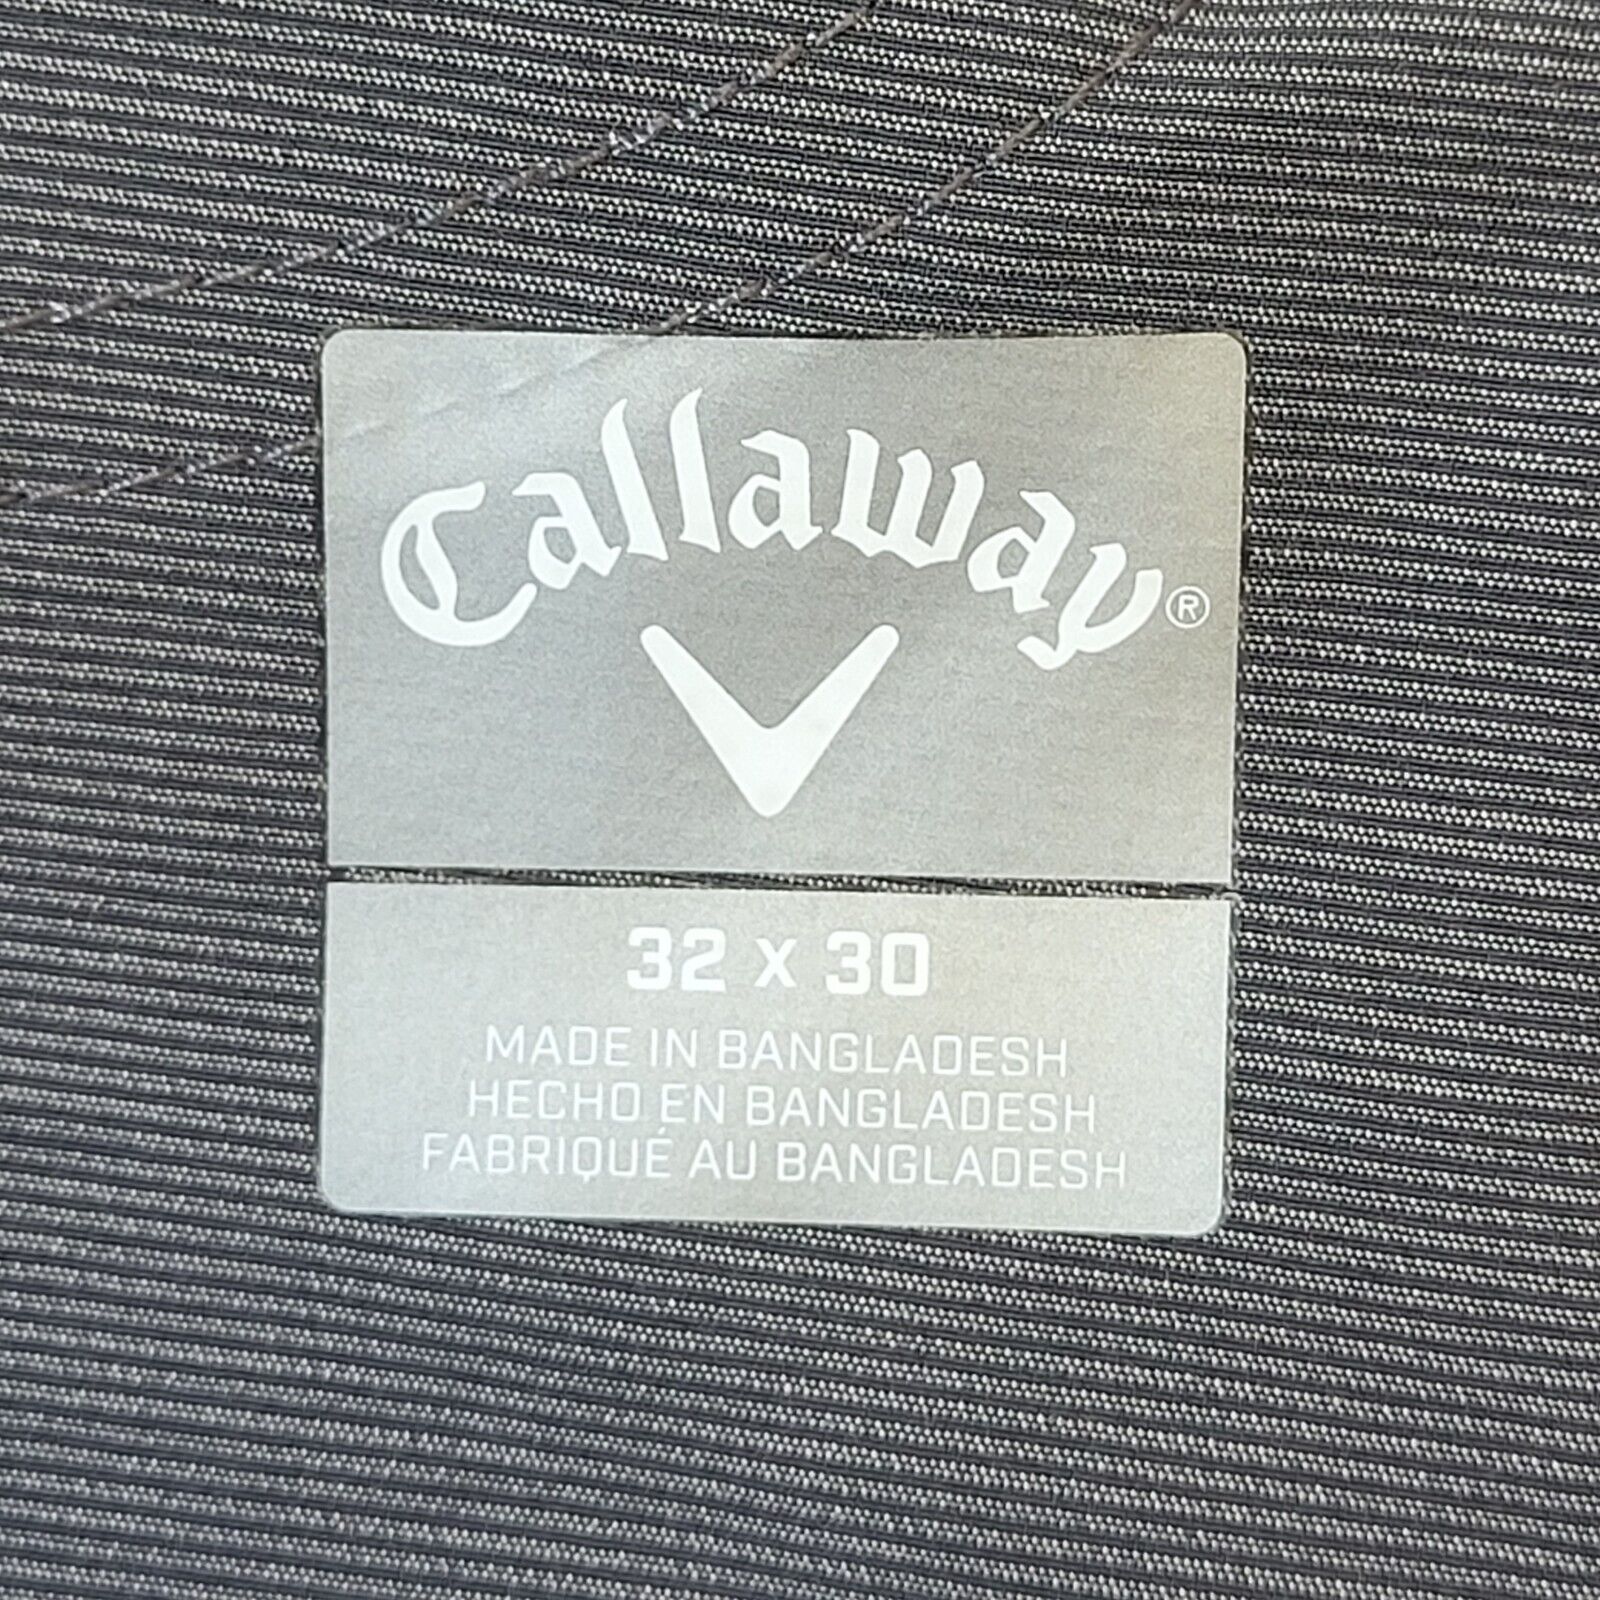 Callaway®
32 x 30
MADE IN BANGLADESH
HECHO EN BANGLADESH
FABRIQUÉ AU BANGLADESH